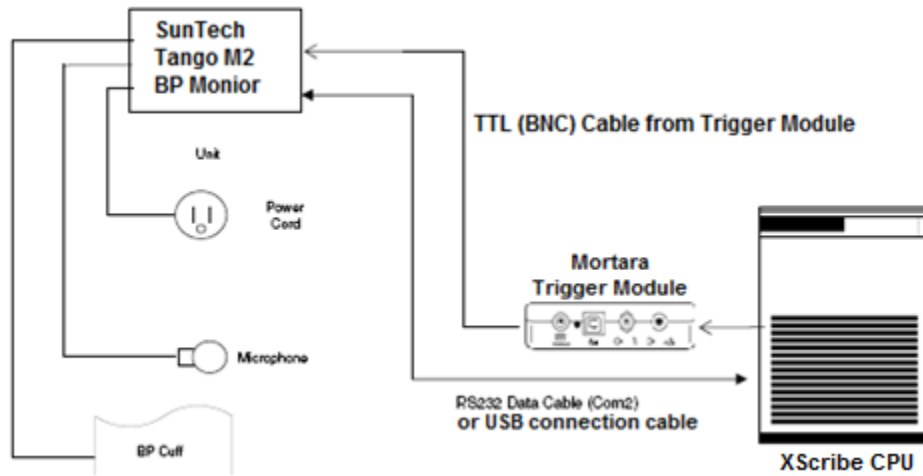 SunTech
Tango M2
BP Monior
TTL (BNC) Cable from Trigger Module
Unit
Power
Cord
Mortara
Trigger Module
Microphone
RS232 Data Cable (Com2)
or USB connection cable
BP Cuff
XScribe CPU